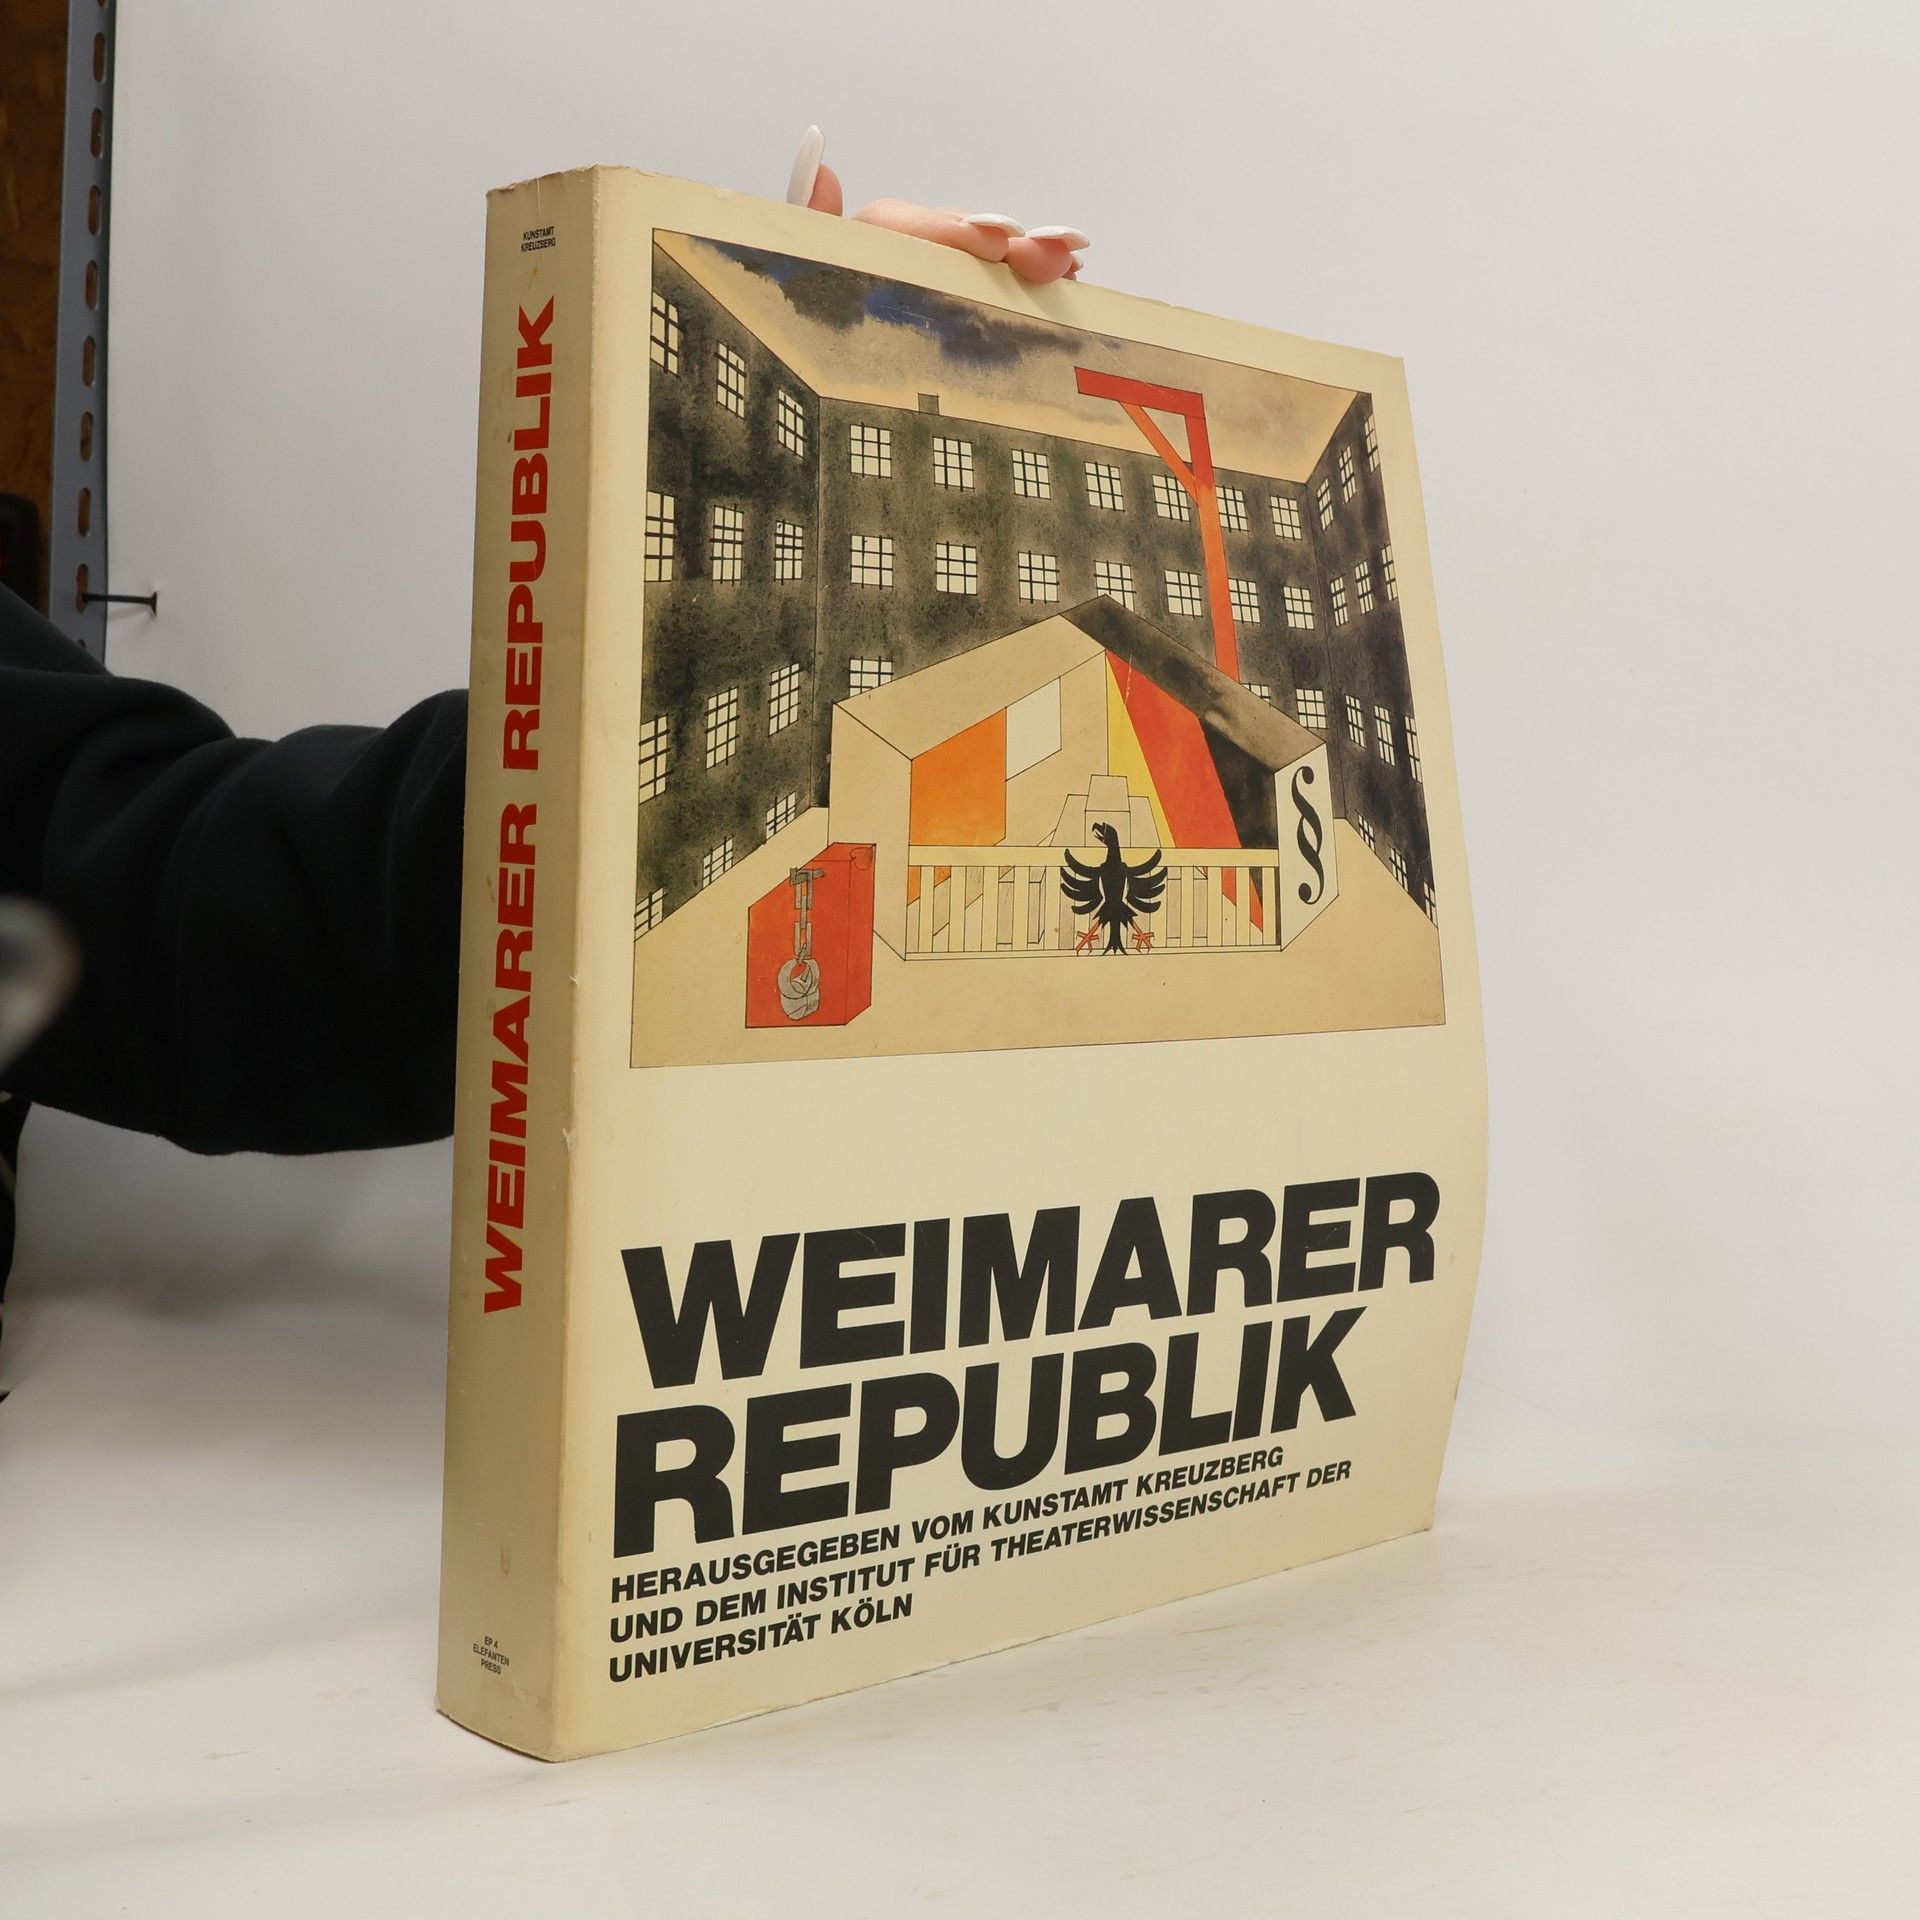 KUNSTAMT
KREUZBERG
WEIMARER REPUBLIK
EP 4
ELEFANTEN
PRESS
§
WEIMARER
REPUBLIK
HERAUSGEGEBEN VOM KUNSTAMT KREUZBERG
UND DEM INSTITUT FÜR THEATERWISSENSCHAFT DER
UNIVERSITÄT KÖLN